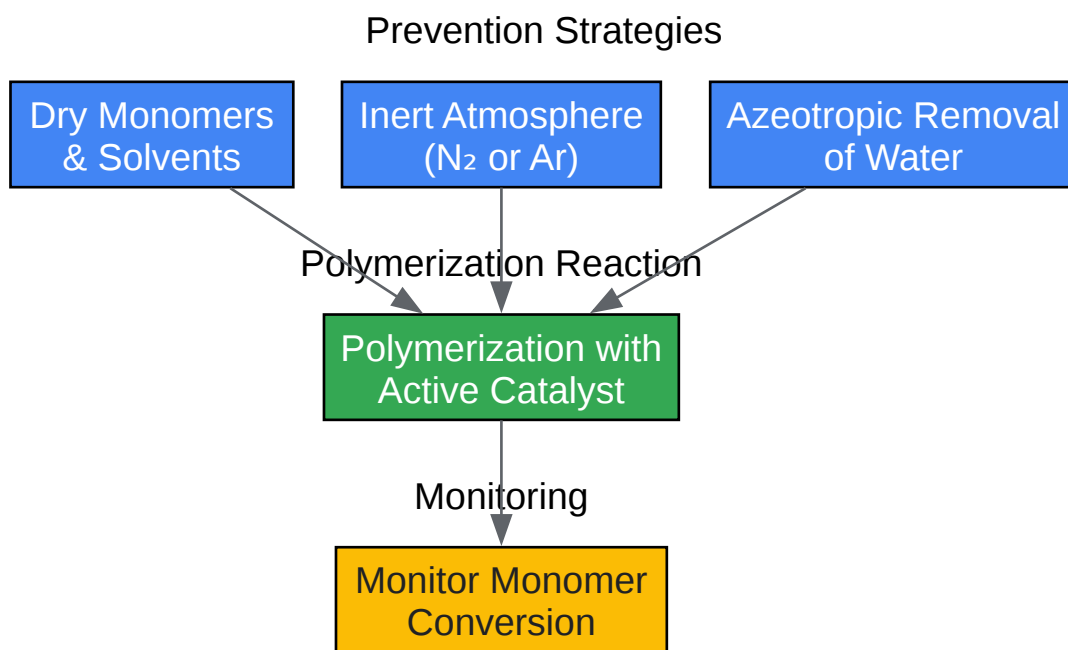 Prevention Strategies
Dry Monomers
& Solvents
Inert Atmosphere
(N₂ or Ar)
Azeotropic Removal
of Water
Polymerization Reaction
Polymerization with
Active Catalyst
Monitoring
Monitor Monomer
Conversion